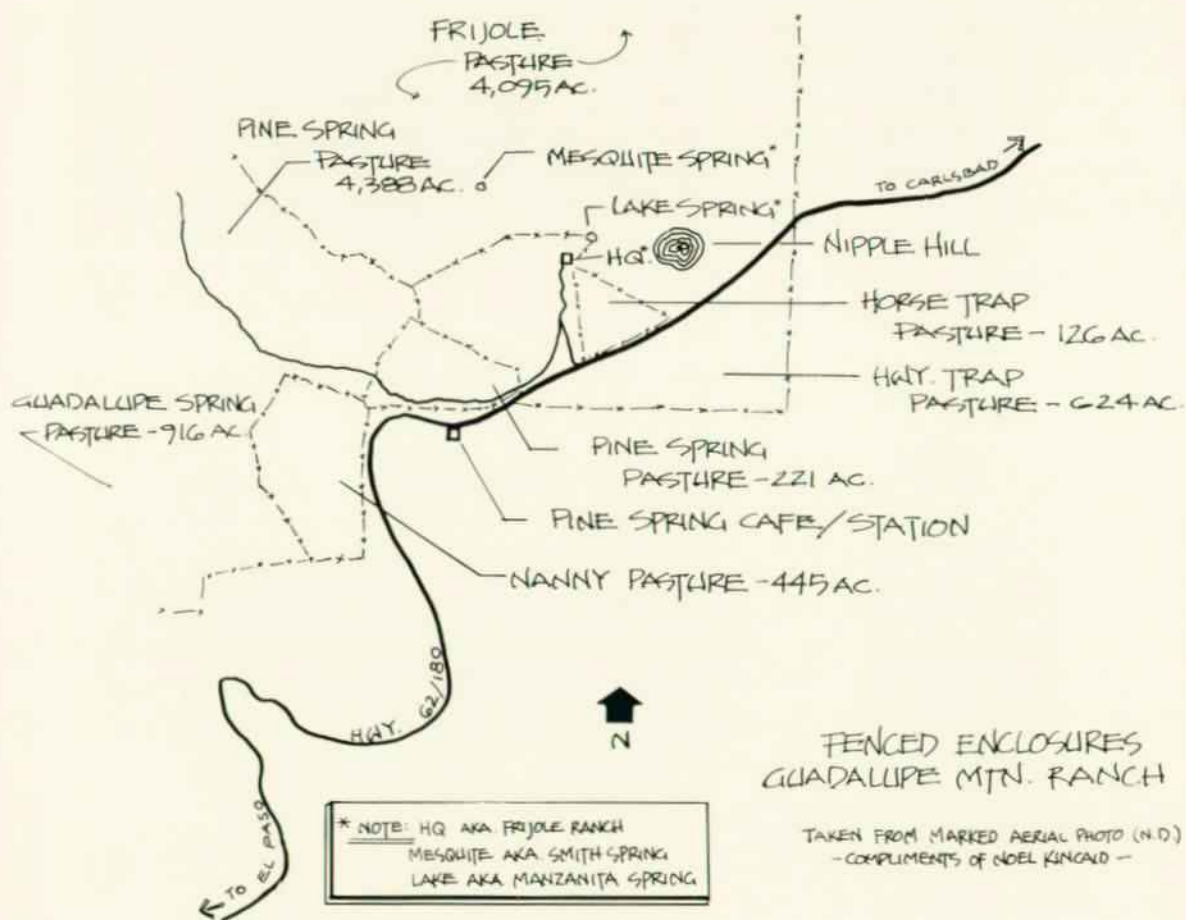 FRIJOLE
PASTURE
4,095 AC.
PINE SPRING
PASTURE
4,388 AC.
MESQUITE SPRING*
TO CARLSBAD
LAKE SPRING*
HQ.*
NIPPLE HILL
HORSE TRAP
PASTURE - 126 AC.
HWY. TRAP
PASTURE - 624 AC.
GUADALUPE SPRING
PASTURE - 916 AC.
PINE SPRING
PASTURE - 221 AC.
PINE SPRING CAFE/STATION
NANNY PASTURE - 445 AC.
HWY. 62/180
N
TO EL PASO
FENCED ENCLOSURES
GUADALUPE MTN. RANCH
TAKEN FROM MARKED AERIAL PHOTO (N.D.)
- COMPLIMENTS OF NOEL KINCAID -
* NOTE: HQ AKA FRIJOLE RANCH
MESQUITE AKA SMITH SPRING
LAKE AKA MANZANITA SPRING